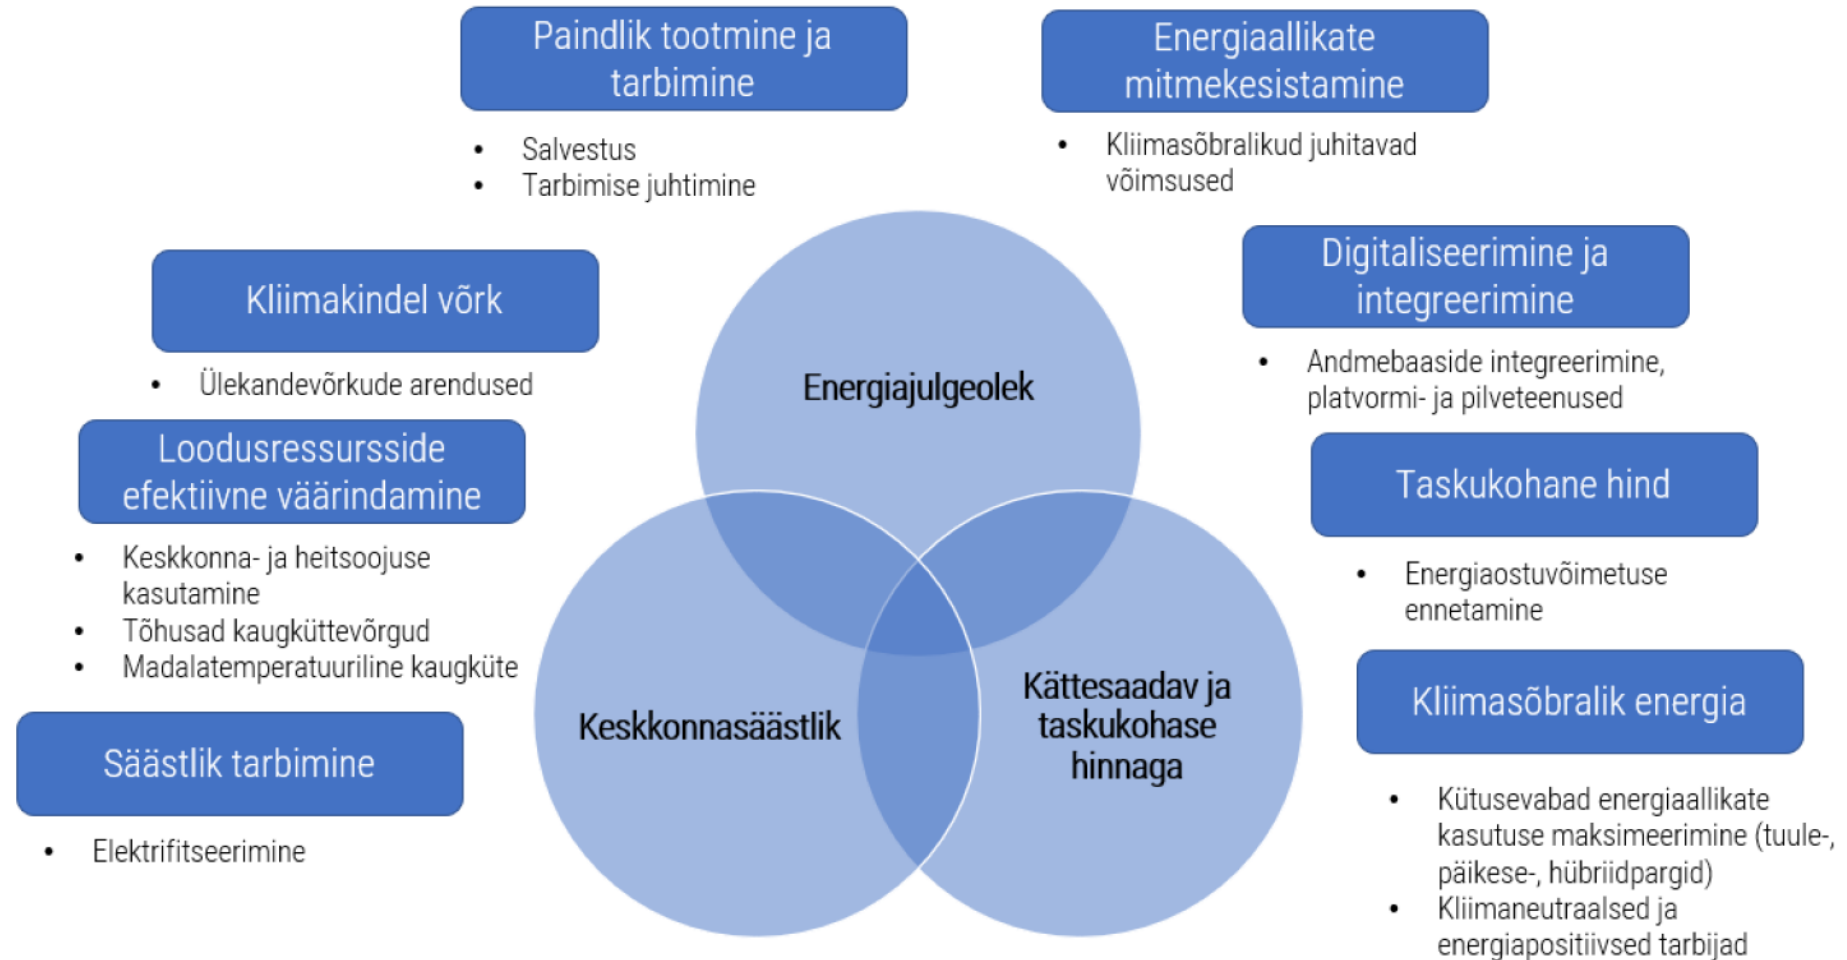 Paindlik tootmine ja
tarbimine
• Salvestus
• Tarbimise juhtimine
Energiaallikate
mitmekesistamine
• Kliimasõbralikud juhitavad
võimsused
Kliimakindel võrk
• Ülekandevõrkude arendused
Digitaliseerimine ja
integreerimine
• Andmebaaside integreerimine,
platvormi- ja pilveteenused
Loodusressursside
efektiivne väärindamine
• Keskkonna- ja heitsoojuse
kasutamine
• Tõhusad kaugküttevõrgud
• Madalatemperatuuriline kaugküte
Taskukohane hind
• Energiaostuvõimetuse
ennetamine
Säästlik tarbimine
• Elektrifitseerimine
Kliimasõbralik energia
• Kütusevabad energiaallikate
kasutuse maksimeerimine (tuule-,
päikese-, hübriidpargid)
• Kliimaneutraalsed ja
energiapositiivsed tarbijad
Energiajulgeolek
Keskkonnasäästlik
Kättesaadav ja
taskukohase
hinnaga